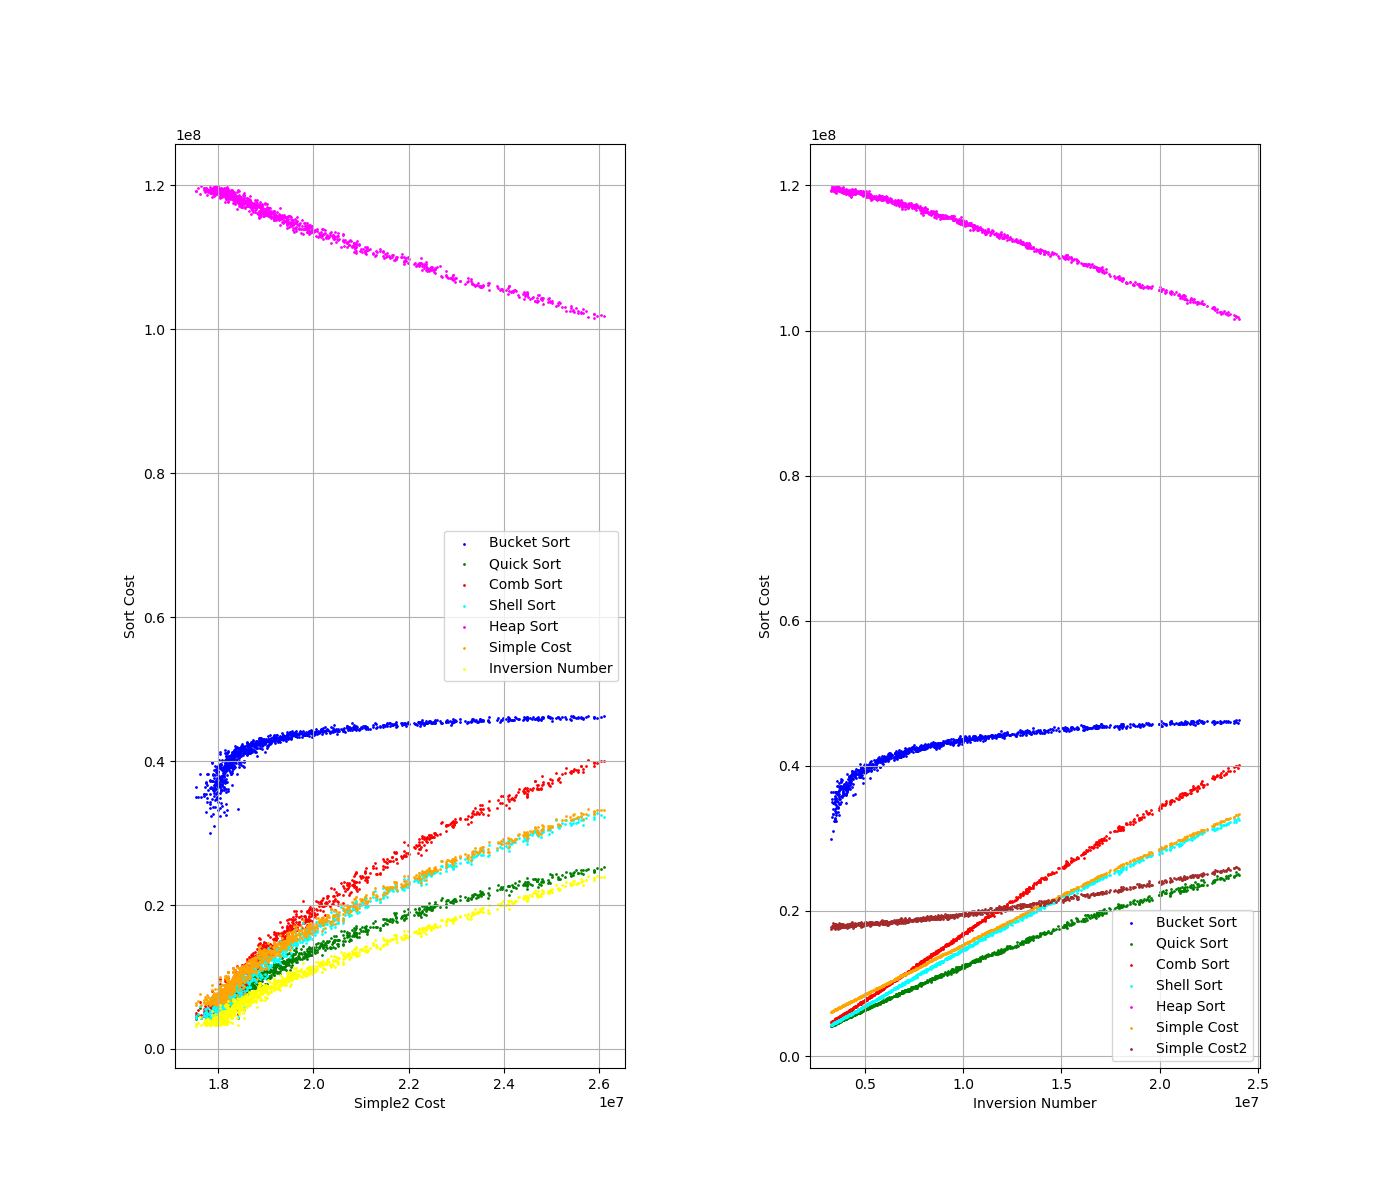 1e8
1.2
1.0
0.8
0.6
0.4
0.2
0.0
Sort Cost
Bucket Sort
Quick Sort
Comb Sort
Shell Sort
Heap Sort
Simple Cost
Inversion Number
1.8
2.0
2.2
2.4
2.6
1e7
Simple2 Cost
1e8
1.2
1.0
0.8
0.6
0.4
0.2
0.0
Sort Cost
Bucket Sort
Quick Sort
Comb Sort
Shell Sort
Heap Sort
Simple Cost
Simple Cost2
0.5
1.0
1.5
2.0
2.5
1e7
Inversion Number